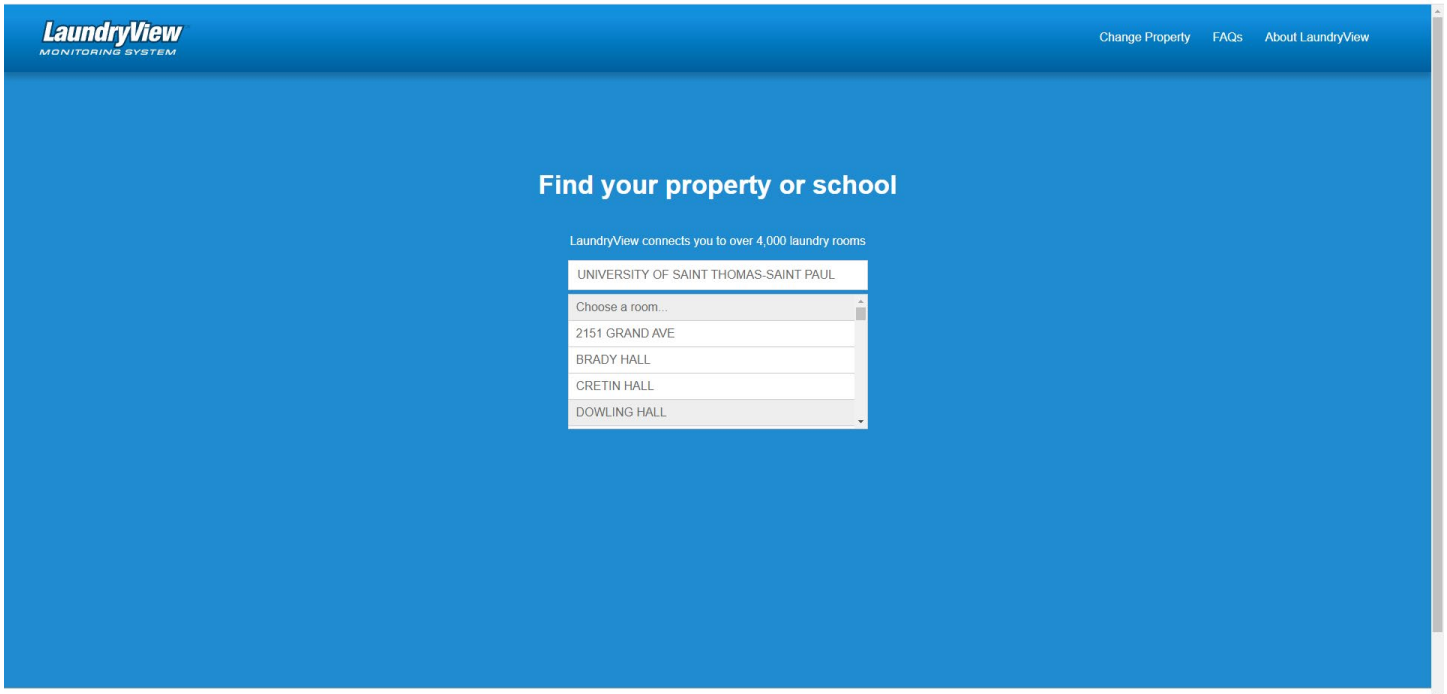 LaundryView
MONITORING SYSTEM
Change Property FAQs About LaundryView
Find your property or school
LaundryView connects you to over 4,000 laundry rooms
UNIVERSITY OF SAINT THOMAS-SAINT PAUL
Choose a room...
2151 GRAND AVE
BRADY HALL
CRETIN HALL
DOWLING HALL